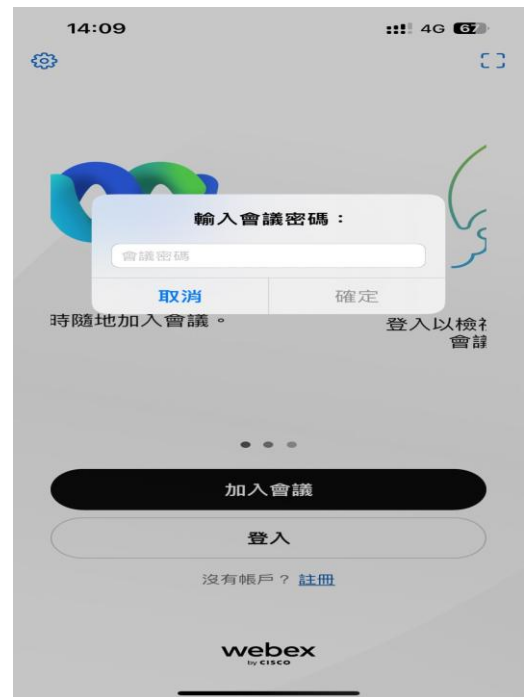 14:09 4G 67
輸入會議密碼：
會議密碼
取消 確定
時隨地加入會議。
登入以檢
會議
加入會議
登入
沒有帳戶？ 註冊
webex
by CISCO